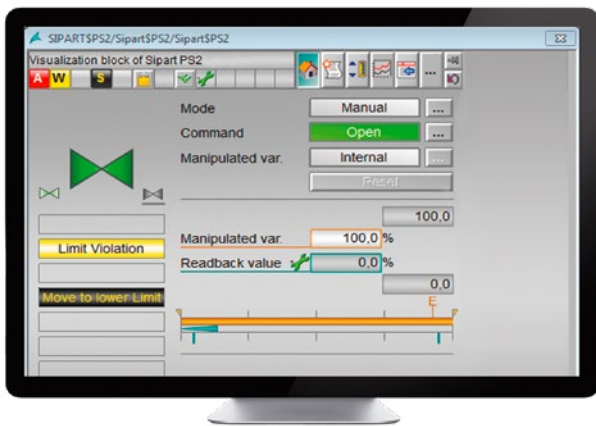 SIPART$PS2/Sipart$PS2/Sipart$PS2
Visualization block of Sipart PS2
A W S
...
Mode Manual ...
Command Open ...
Manipulated var. Internal ...
Reset
100,0
Manipulated var. 100,0 %
Limit Violation
Readback value 0,0 %
0,0
Move to lower Limit
E